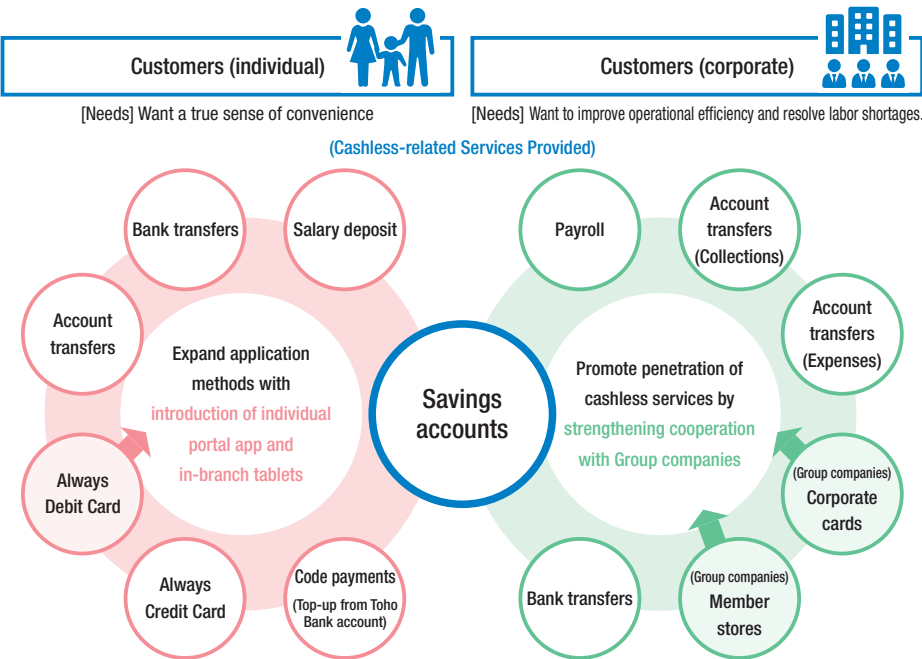 Customers (individual)
Customers (corporate)
[Needs] Want a true sense of convenience
[Needs] Want to improve operational efficiency and resolve labor shortages.
(Cashless-related Services Provided)
Bank transfers
Salary deposit
Account
transfers
Always
Debit Card
Always
Credit Card
Code payments
(Top-up from Toho
Bank account)
Expand application
methods with
introduction of individual
portal app and
in-branch tablets
Savings
accounts
Payroll
Account
transfers
(Collections)
Account
transfers
(Expenses)
(Group companies)
Corporate
cards
(Group companies)
Member
stores
Bank transfers
Promote penetration of
cashless services by
strengthening cooperation
with Group companies